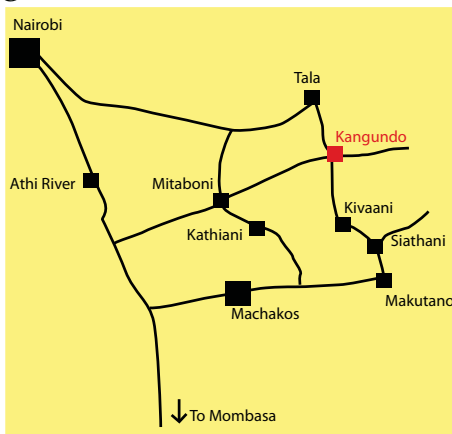 Nairobi
Tala
Kangundo
Athi River
Mitaboni
Kivaani
Kathiani
Siathani
Makutano
Machakos
To Mombasa